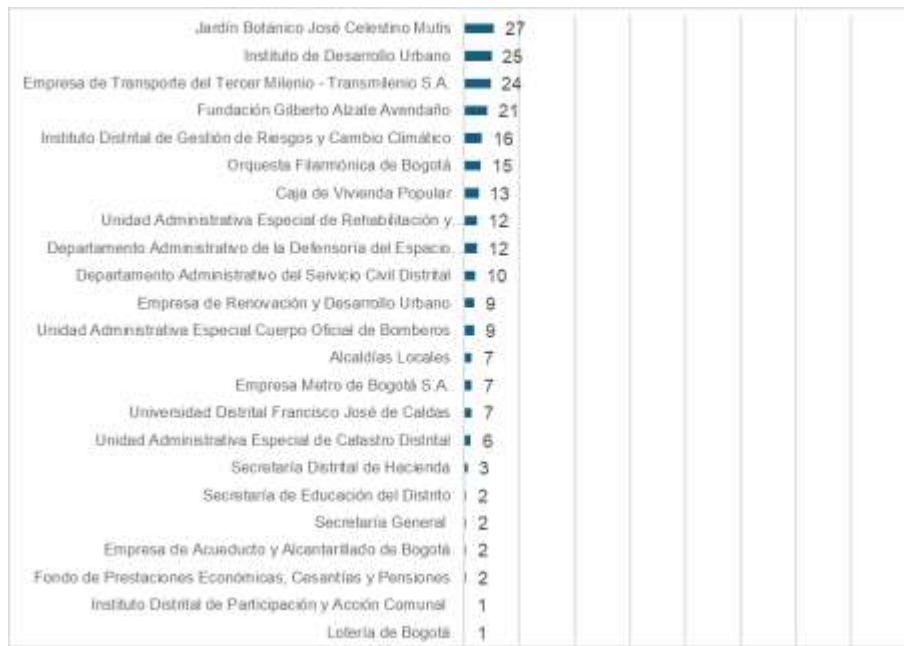 Jardín Botánico José Celestino Mutis 27
Instituto de Desarrollo Urbano 25
Empresa de Transporte del Tercer Milenio - Transmilenio S.A. 24
Fundación Gilberto Alzate Avendaño 21
Instituto Distrital de Gestión de Riesgos y Cambio Climático 16
Orquesta Filarmónica de Bogotá 15
Caja de Vivienda Popular 13
Unidad Administrativa Especial de Rehabilitación y... 12
Departamento Administrativo de la Defensoría del Espacio... 12
Departamento Administrativo del Servicio Civil Distrital 10
Empresa de Renovación y Desarrollo Urbano 9
Unidad Administrativa Especial Cuerpo Oficial de Bomberos 9
Alcaldías Locales 7
Empresa Metro de Bogotá S.A. 7
Universidad Distrital Francisco José de Caldas 7
Unidad Administrativa Especial de Catastro Distrital 6
Secretaría Distrital de Hacienda 3
Secretaría de Educación del Distrito 2
Secretaría General 2
Empresa de Acueducto y Alcantarillado de Bogotá 2
Fondo de Prestaciones Económicas, Cesantías y Pensiones 2
Instituto Distrital de Participación y Acción Comunal 1
Lotería de Bogotá 1